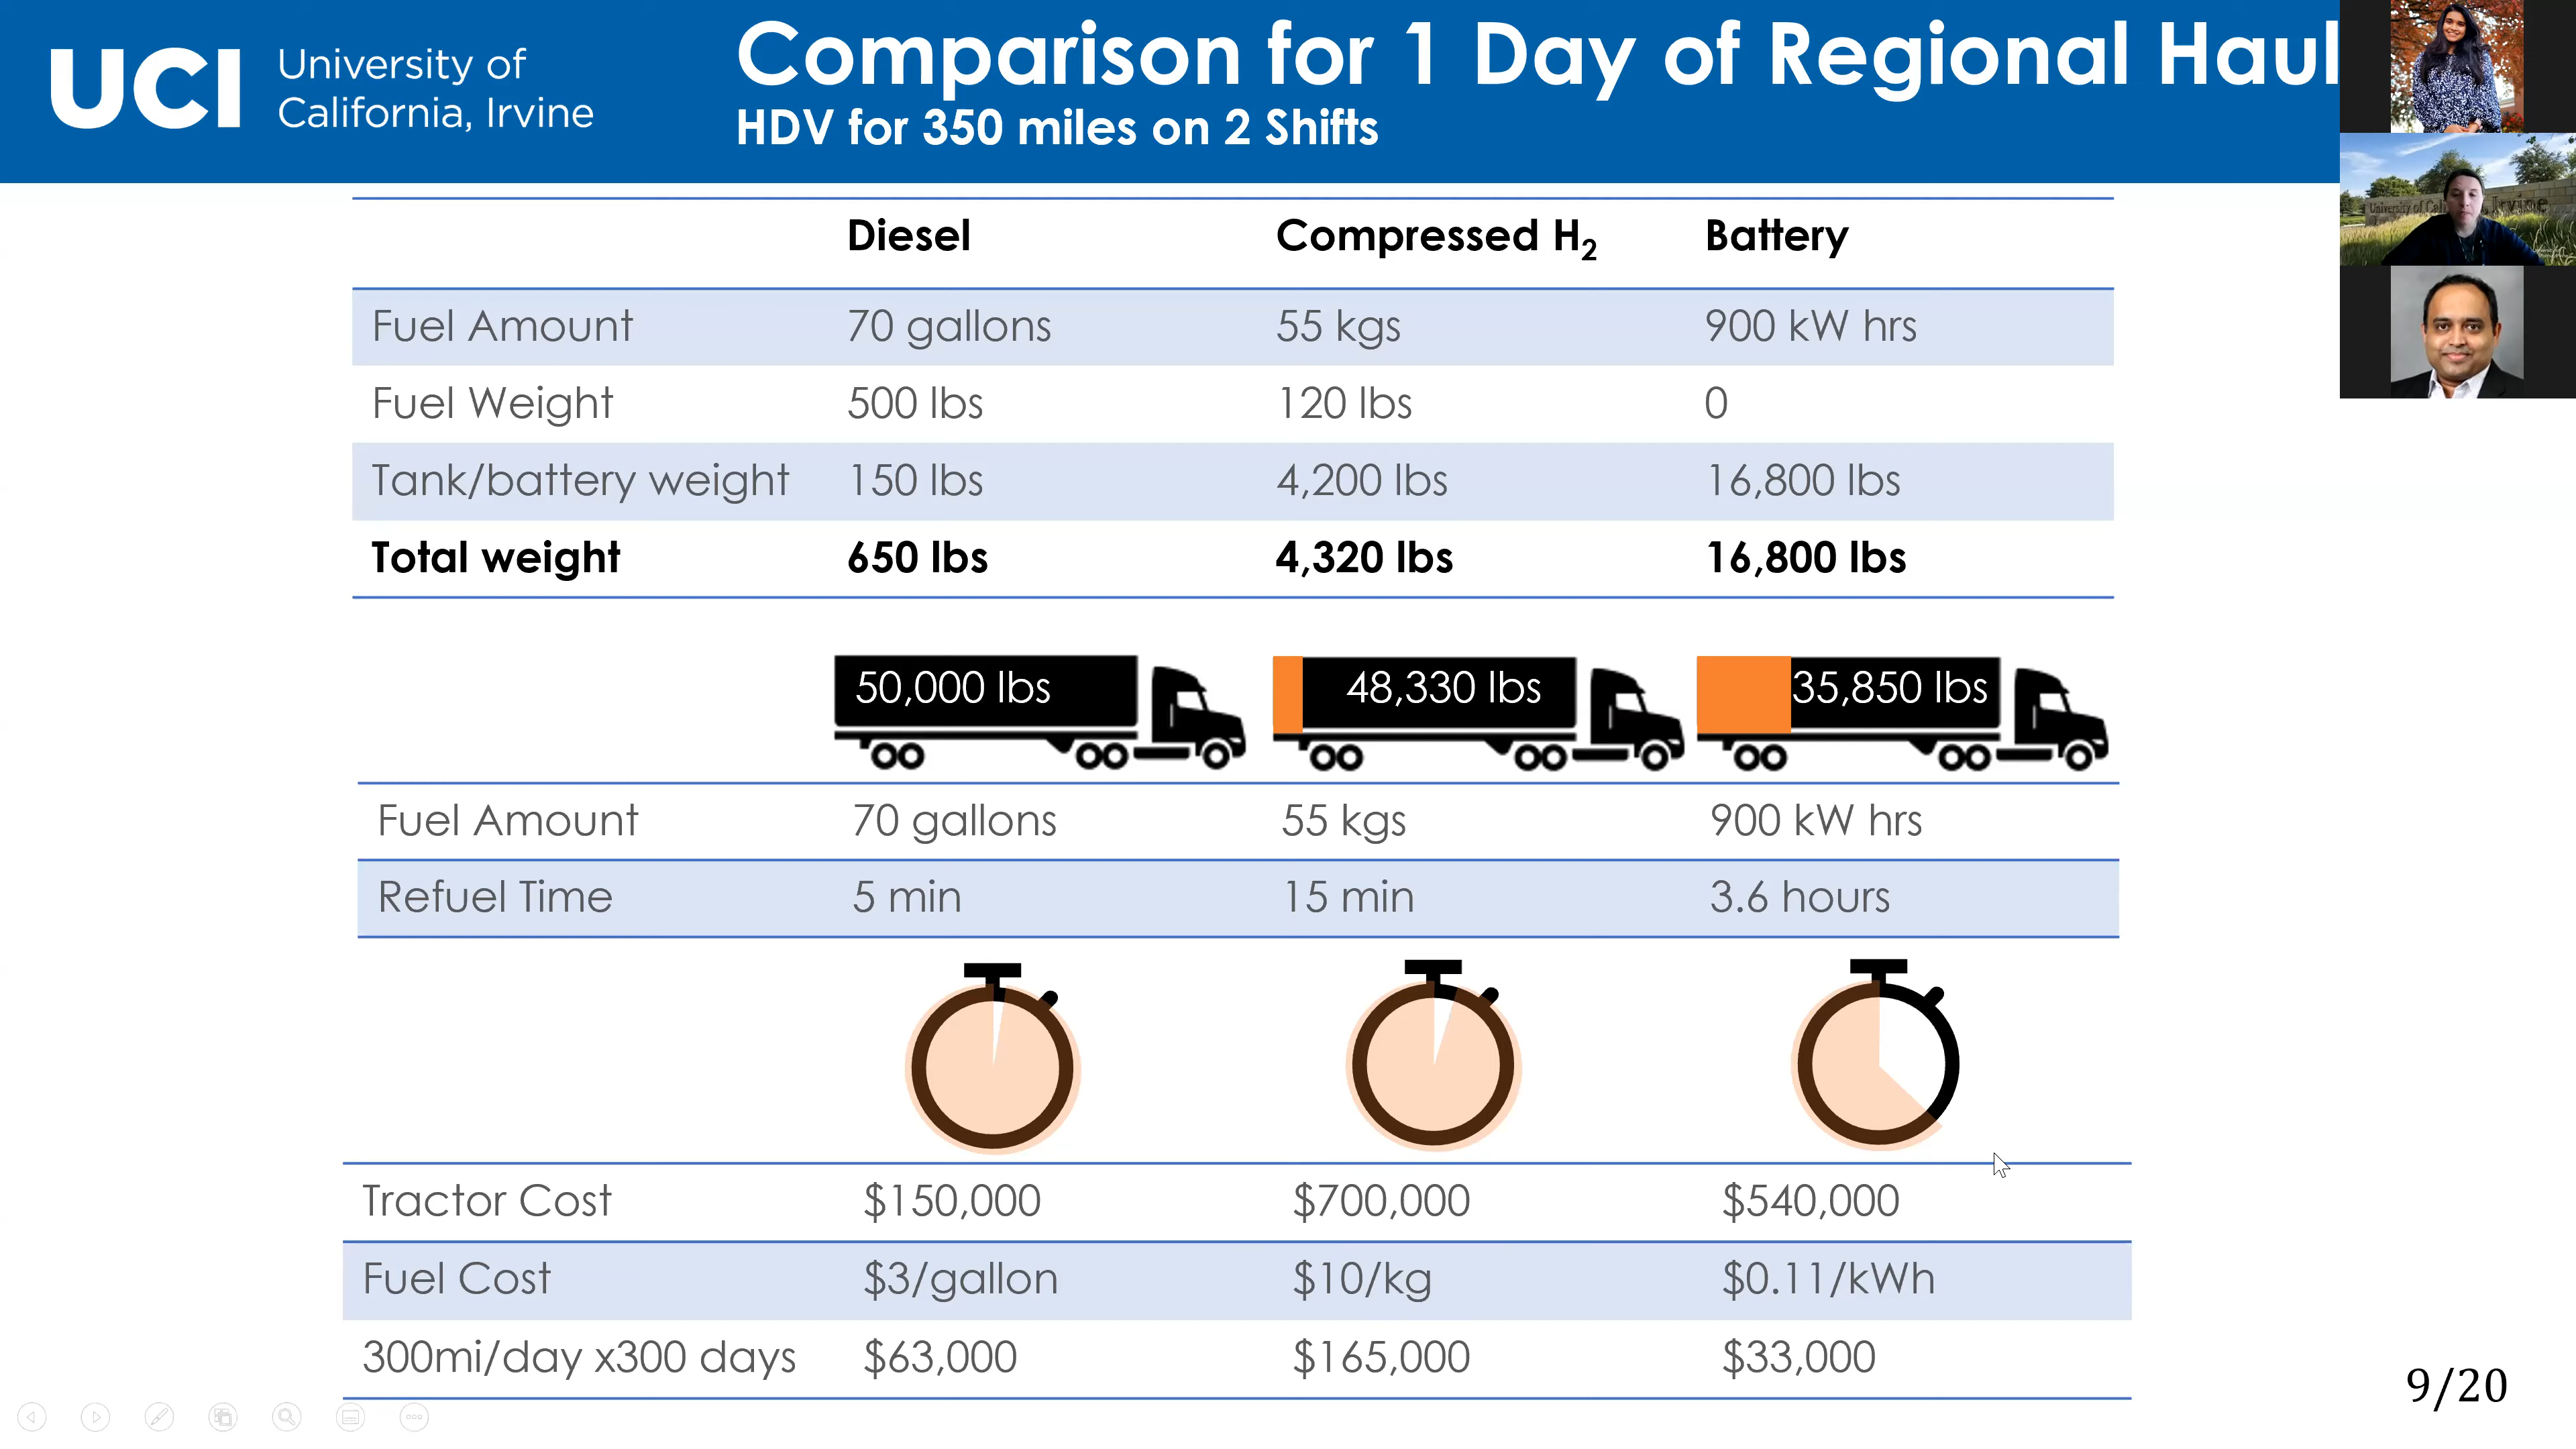 UCI University of California, Irvine
Comparison for 1 Day of Regional Haul
HDV for 350 miles on 2 Shifts
Diesel Compressed H₂ Battery
Fuel Amount 70 gallons 55 kgs 900 kW hrs
Fuel Weight 500 lbs 120 lbs 0
Tank/battery weight 150 lbs 4,200 lbs 16,800 lbs
Total weight 650 lbs 4,320 lbs 16,800 lbs
50,000 lbs 48,330 lbs 35,850 lbs
Fuel Amount 70 gallons 55 kgs 900 kW hrs
Refuel Time 5 min 15 min 3.6 hours
Tractor Cost $150,000 $700,000 $540,000
Fuel Cost $3/gallon $10/kg $0.11/kWh
300mi/day x300 days $63,000 $165,000 $33,000
9/20